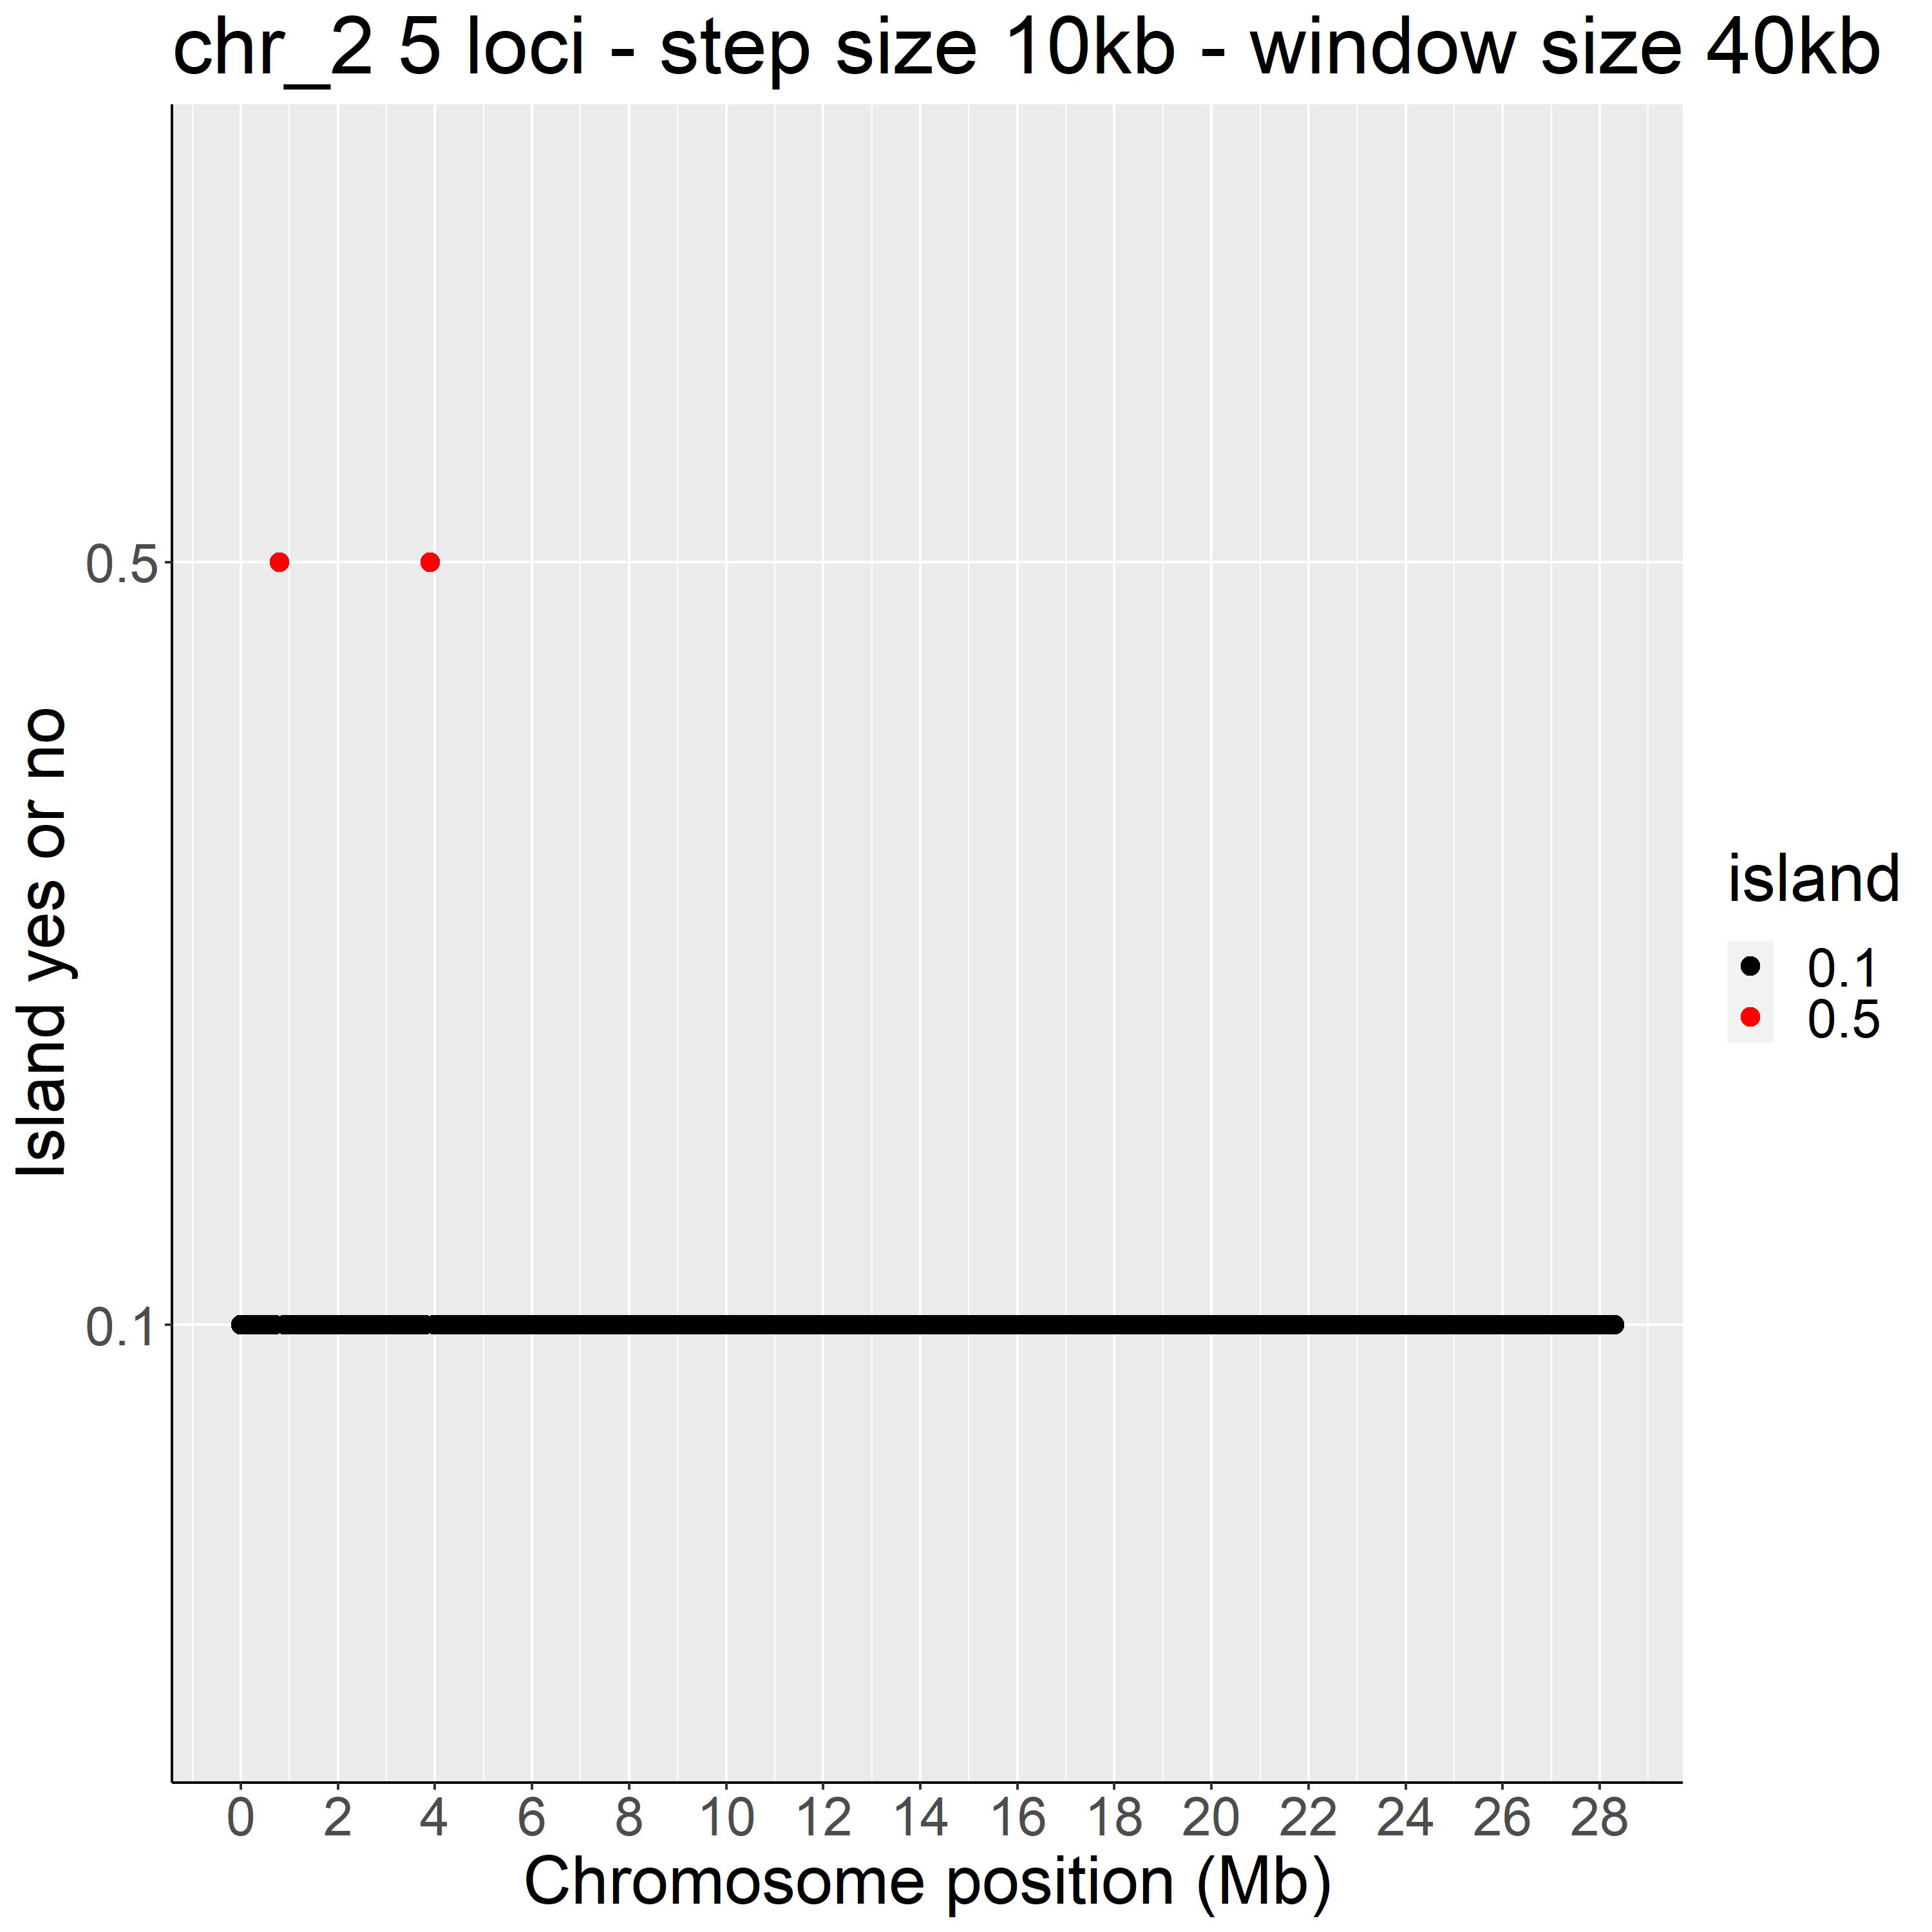 chr_2 5 loci - step size 10kb - window size 40kb
Island yes or no
0.5
0.1
island
0.1
0.5
0 2 4 6 8 10 12 14 16 18 20 22 24 26 28
Chromosome position (Mb)